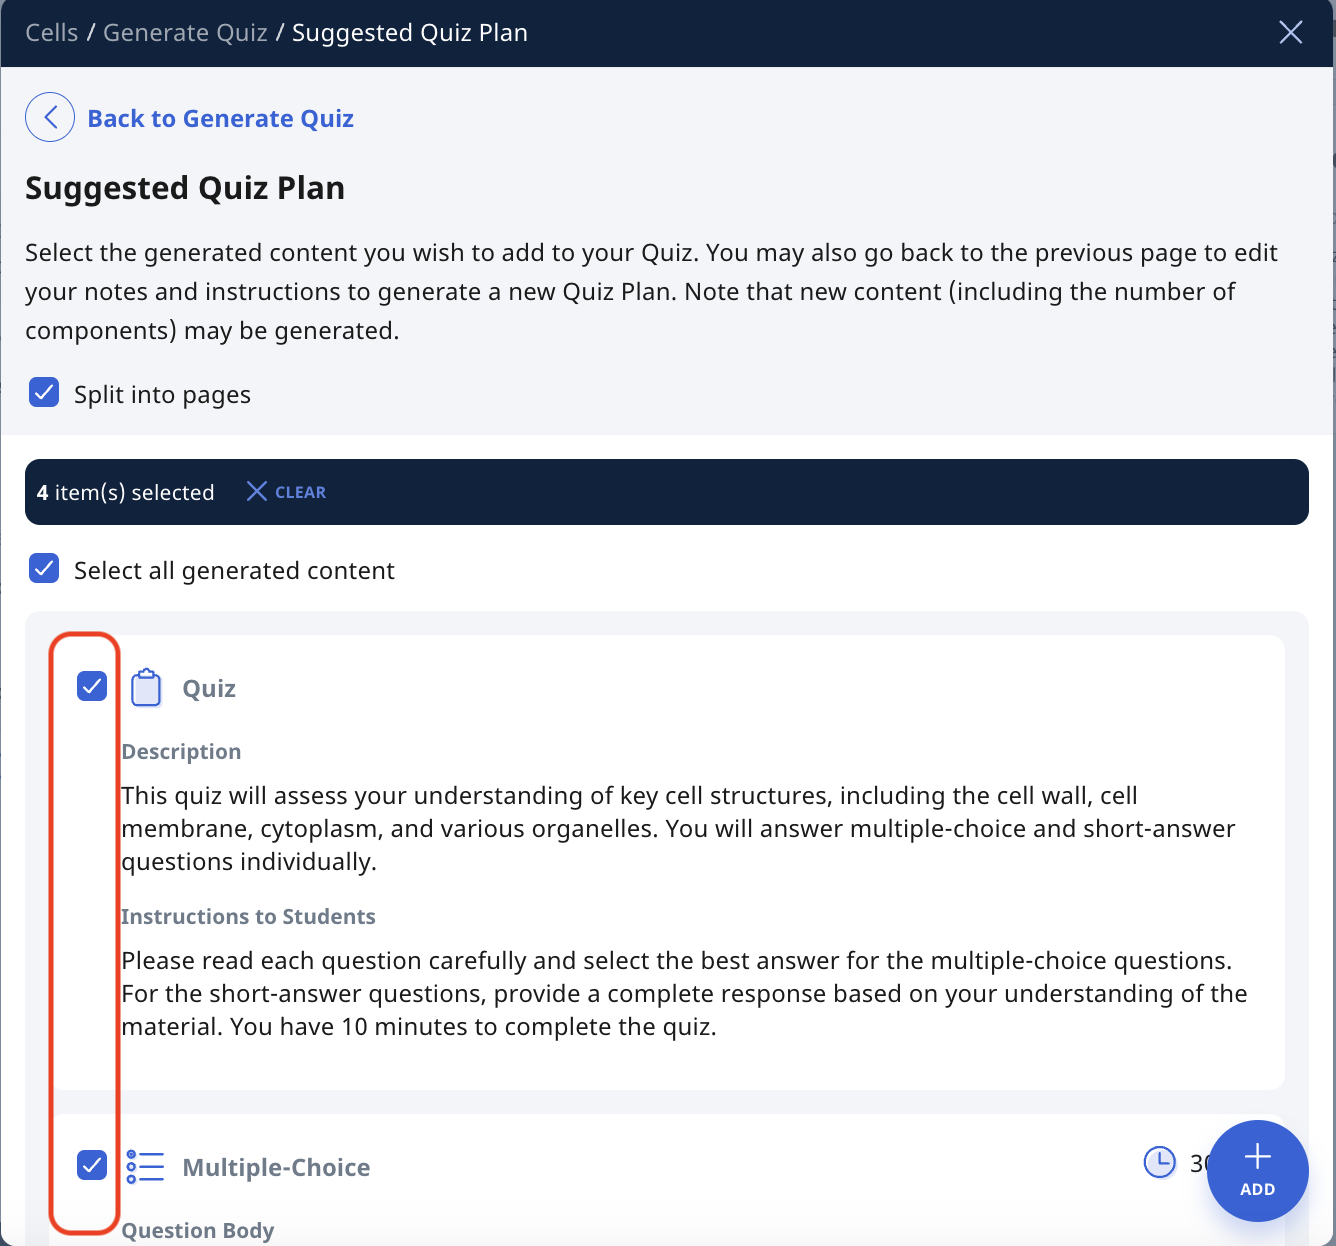 Cells / Generate Quiz / Suggested Quiz Plan
Back to Generate Quiz
Suggested Quiz Plan
Select the generated content you wish to add to your Quiz. You may also go back to the previous page to edit
your notes and instructions to generate a new Quiz Plan. Note that new content (including the number of
components) may be generated.
Split into pages
4 item(s) selected
CLEAR
Select all generated content
Quiz
Description
This quiz will assess your understanding of key cell structures, including the cell wall, cell
membrane, cytoplasm, and various organelles. You will answer multiple-choice and short-answer
questions individually.
Instructions to Students
Please read each question carefully and select the best answer for the multiple-choice questions.
For the short-answer questions, provide a complete response based on your understanding of the
material. You have 10 minutes to complete the quiz.
Multiple-Choice
ADD
Question Body